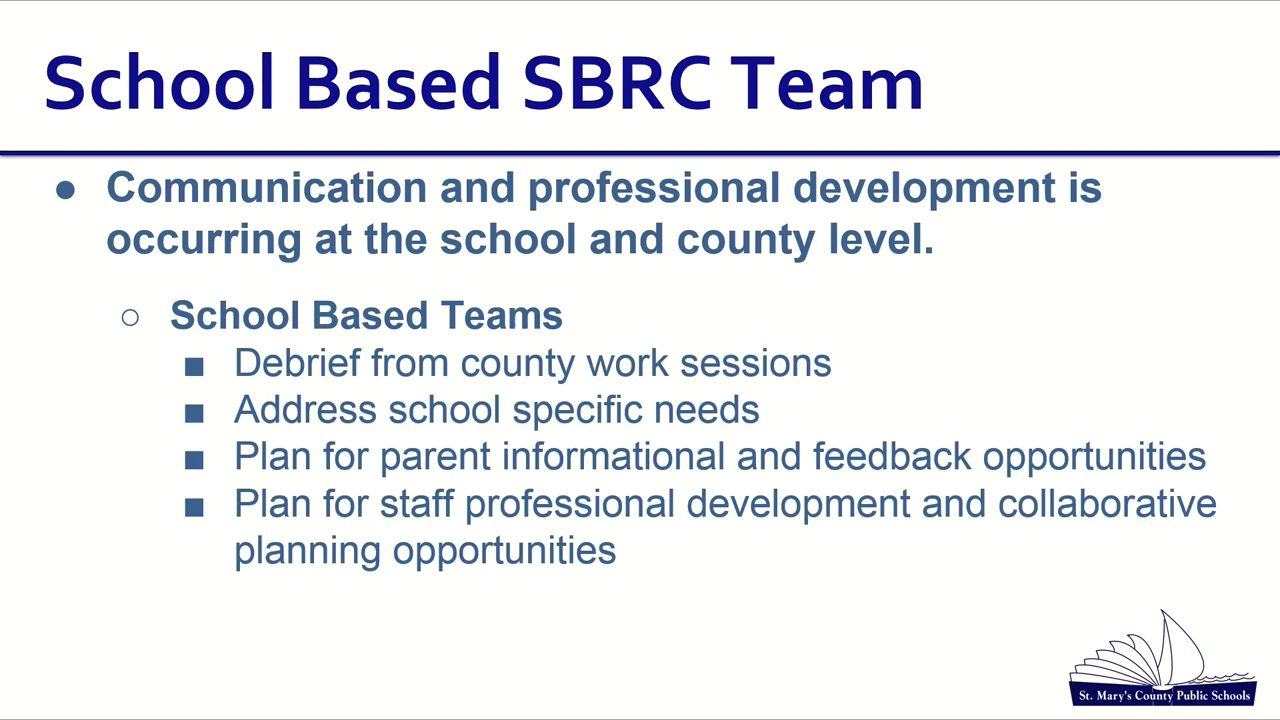 School Based SBRC Team
● Communication and professional development is
occurring at the school and county level.
○ School Based Teams
■ Debrief from county work sessions
■ Address school specific needs
■ Plan for parent informational and feedback opportunities
■ Plan for staff professional development and collaborative
planning opportunities
St. Mary's County Public Schools